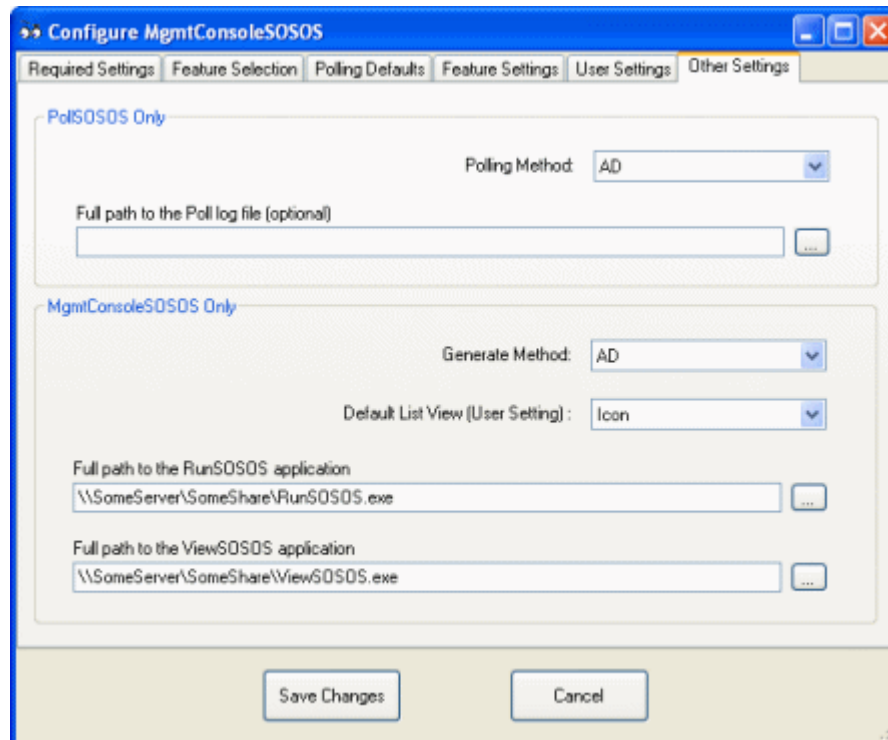 Configure MgmtConsoleSOSOS
Required Settings Feature Selection Polling Defaults Feature Settings User Settings Other Settings
PollSOSOS Only
Polling Method: AD
Full path to the Poll log file (optional)
...
MgmtConsoleSOSOS Only
Generate Method: AD
Default List View (User Setting) : Icon
Full path to the RunSOSOS application
\\SomeServer\SomeShare\RunSOSOS.exe ...
Full path to the ViewSOSOS application
\\SomeServer\SomeShare\ViewSOSOS.exe ...
Save Changes Cancel